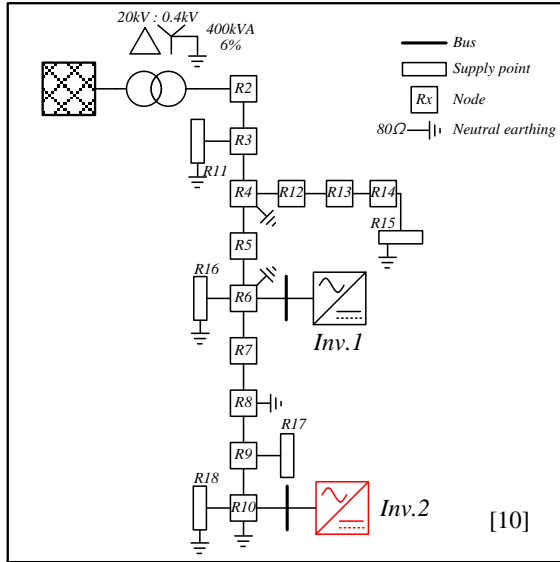 20kV : 0.4kV
400kVA
6%
Bus
Supply point
Rx
Node
80Ω
Neutral earthing
R2
R3
R11
R4
R12
R13
R14
R15
R5
R16
R6
Inv.1
R7
R8
R17
R9
R18
R10
Inv.2
[10]